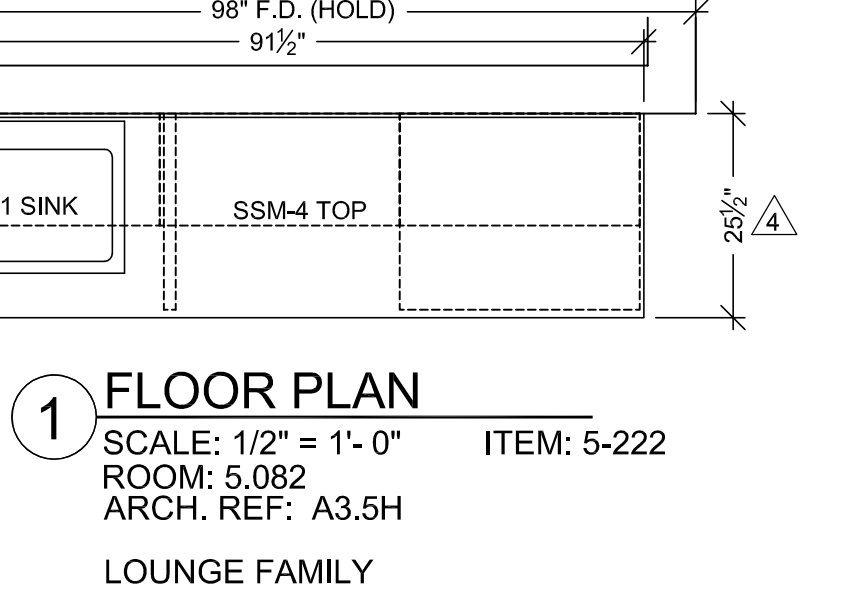 98" F.D. (HOLD)
91½"
1 SINK
SSM-4 TOP
25½"
4
1
FLOOR PLAN
SCALE: 1/2" = 1'- 0" ITEM: 5-222
ROOM: 5.082
ARCH. REF: A3.5H
LOUNGE FAMILY